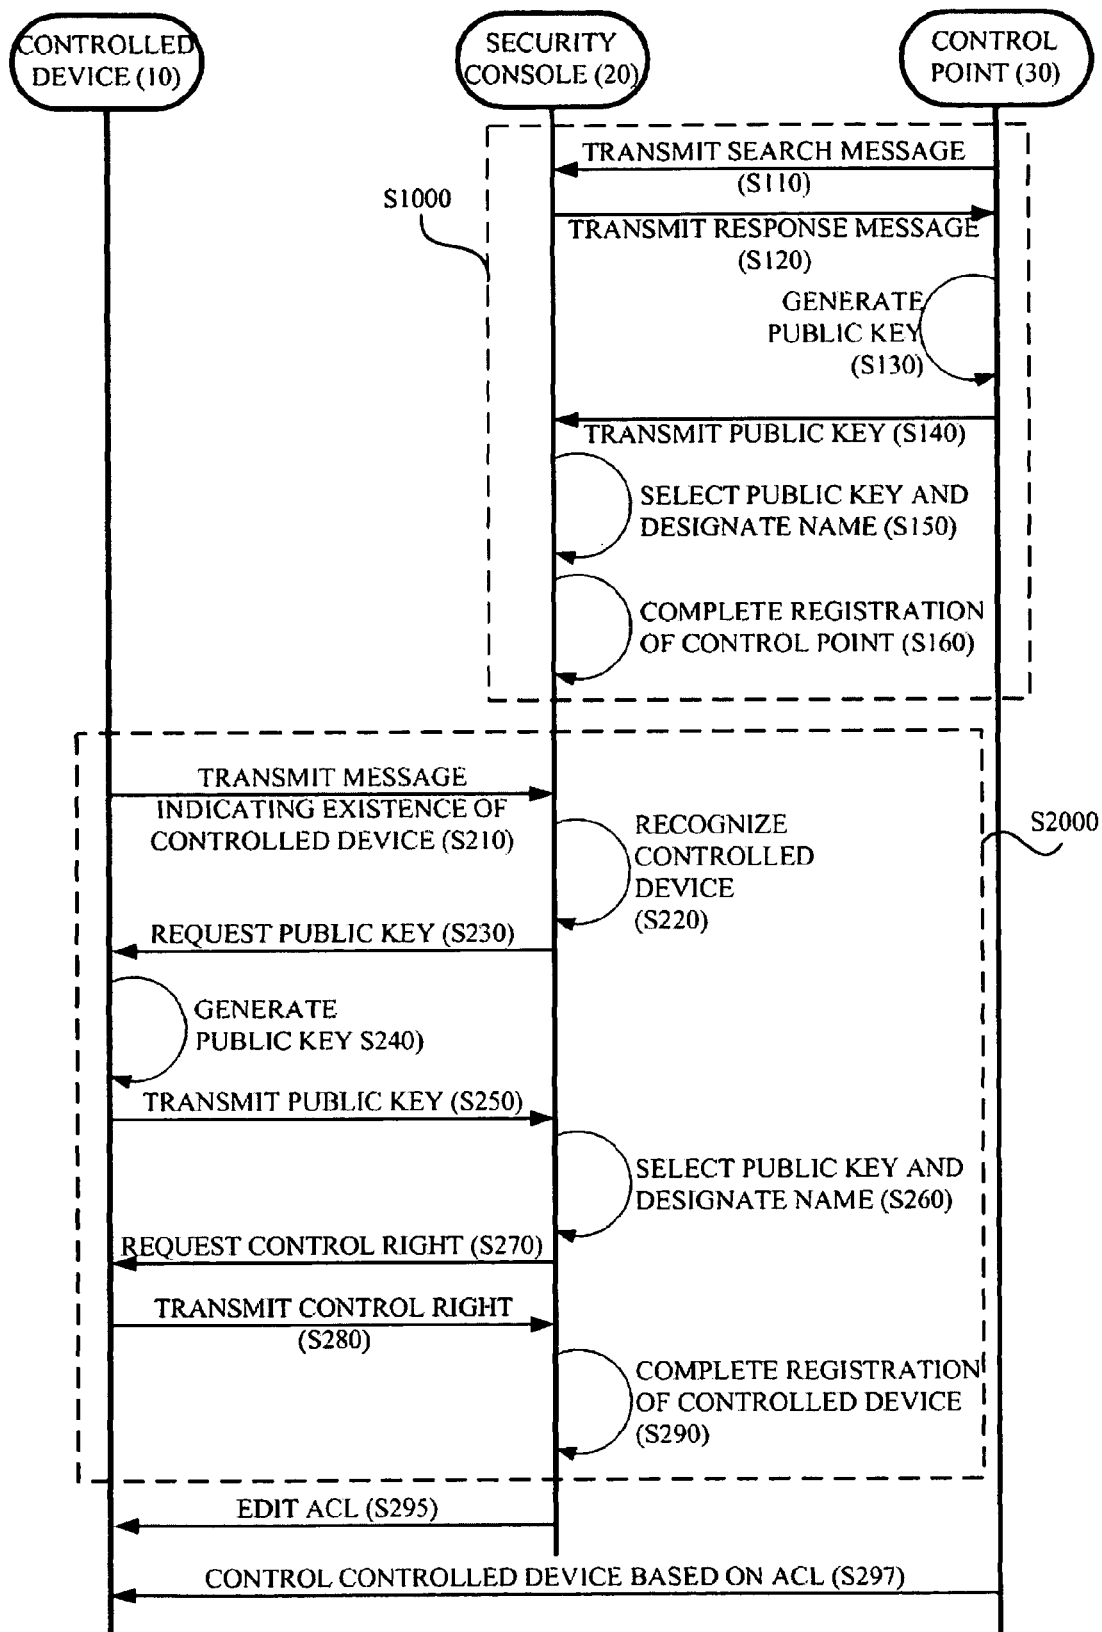 CONTROLLED
DEVICE (10)
SECURITY
CONSOLE (20)
CONTROL
POINT (30)
TRANSMIT SEARCH MESSAGE
(S110)
S1000
TRANSMIT RESPONSE MESSAGE
(S120)
GENERATE
PUBLIC KEY
(S130)
TRANSMIT PUBLIC KEY (S140)
SELECT PUBLIC KEY AND
DESIGNATE NAME (S150)
COMPLETE REGISTRATION
OF CONTROL POINT (S160)
TRANSMIT MESSAGE
INDICATING EXISTENCE OF
CONTROLLED DEVICE (S210)
RECOGNIZE
CONTROLLED
DEVICE
(S220)
S2000
REQUEST PUBLIC KEY (S230)
GENERATE
PUBLIC KEY S240)
TRANSMIT PUBLIC KEY (S250)
SELECT PUBLIC KEY AND
DESIGNATE NAME (S260)
REQUEST CONTROL RIGHT (S270)
TRANSMIT CONTROL RIGHT
(S280)
COMPLETE REGISTRATION
OF CONTROLLED DEVICE
(S290)
EDIT ACL (S295)
CONTROL CONTROLLED DEVICE BASED ON ACL (S297)